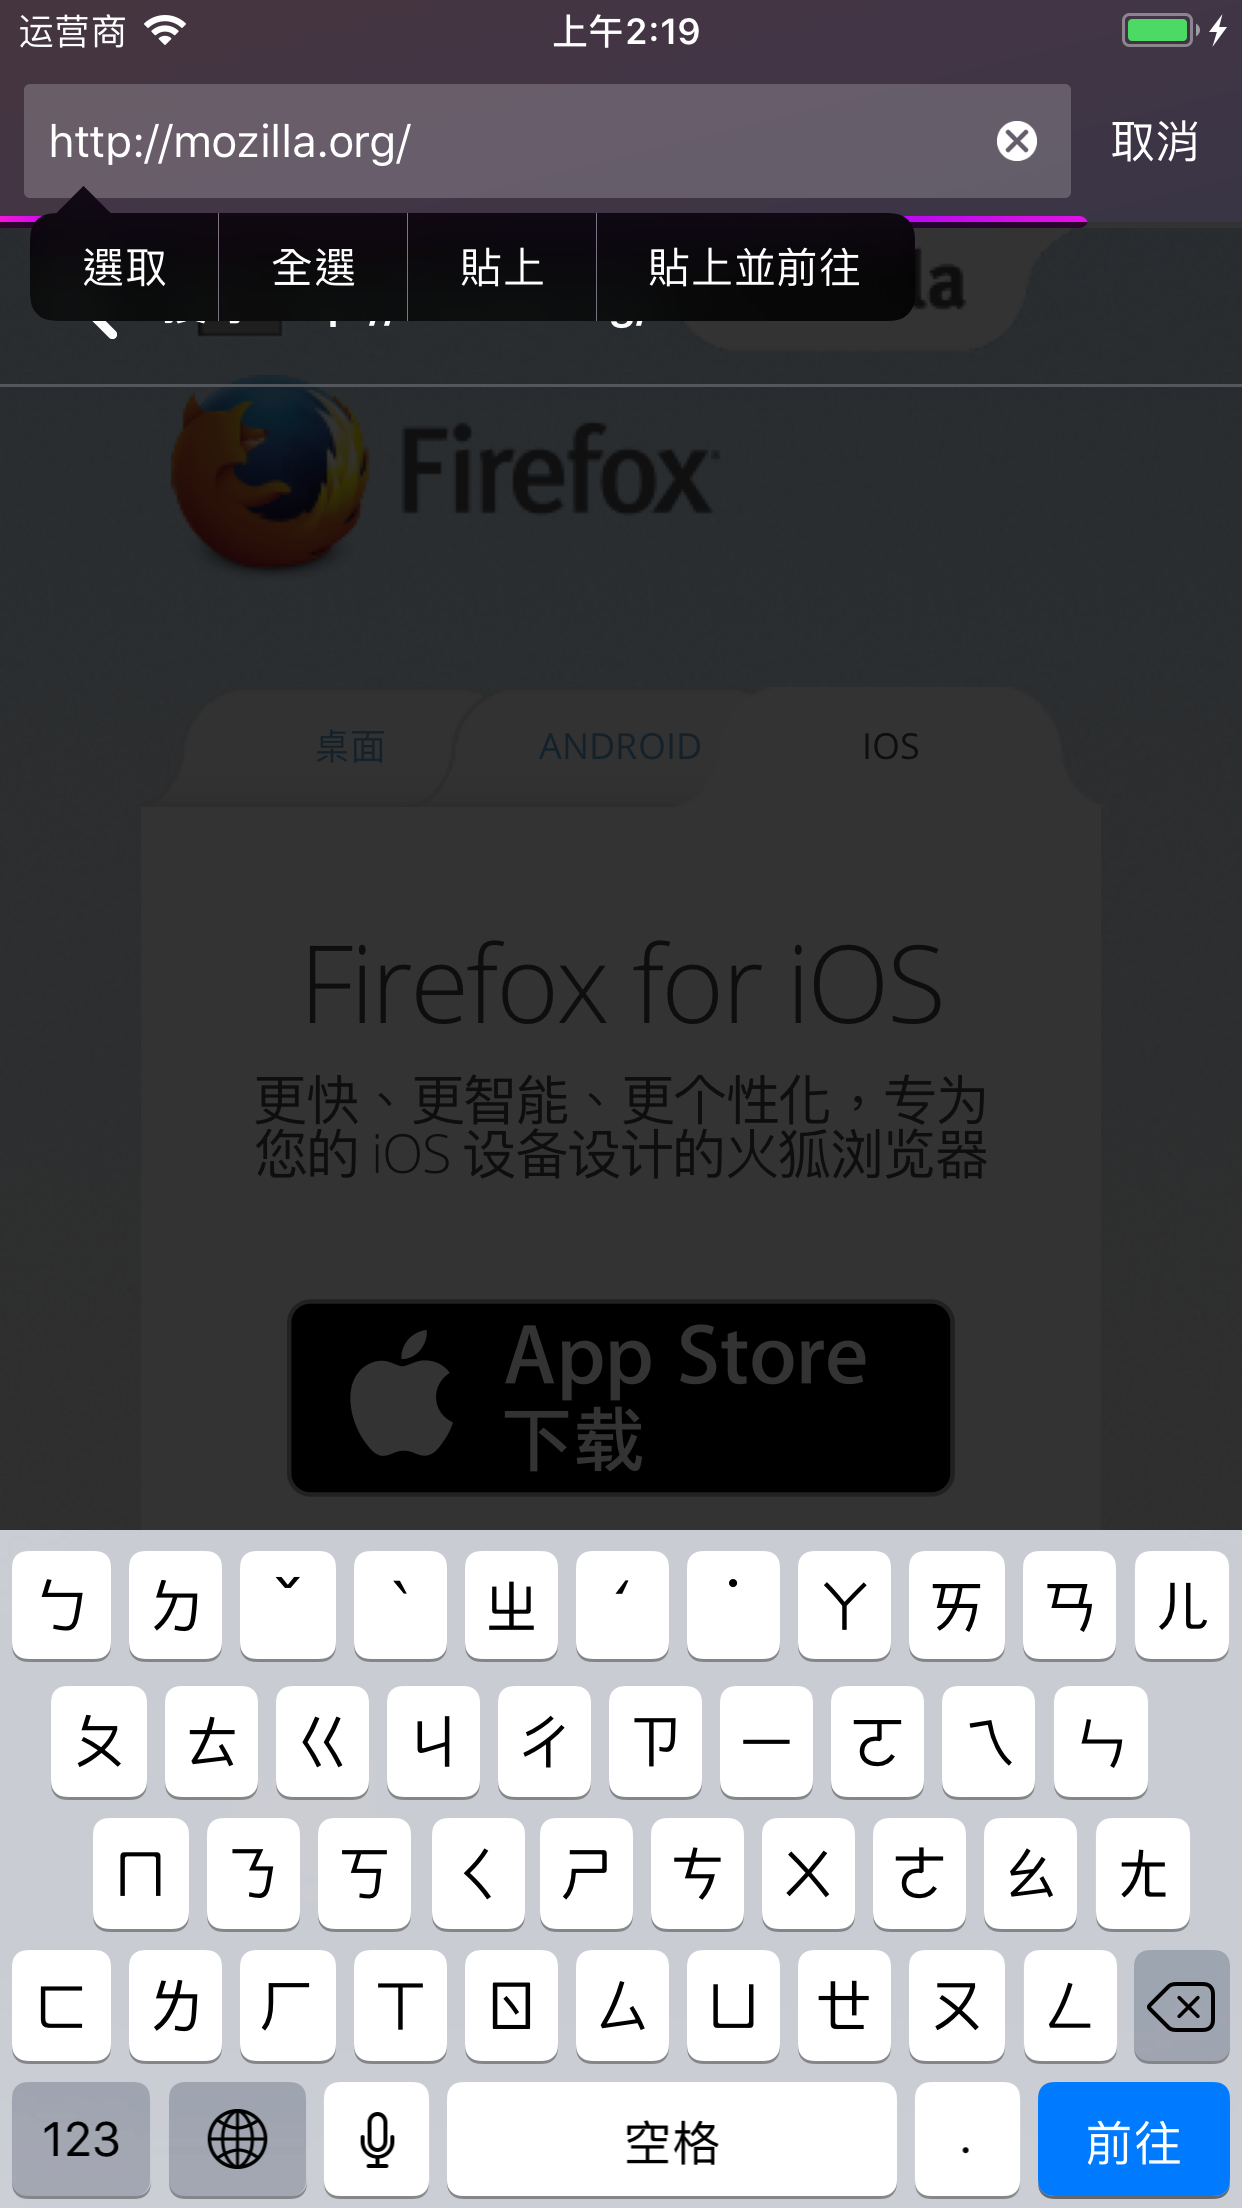 运营商
上午2:19
http://mozilla.org/
取消
選取
全選
貼上
貼上並前往
la
Firefox
桌面
ANDROID
IOS
Firefox for iOS
更快、更智能、更个性化，专为
您的 iOS 设备设计的火狐浏览器
App Store
下载
ㄅ ㄉ ˇ ˋ ㄓ ˊ ˙ ㄚ ㄞ ㄢ ㄦ
ㄆ ㄊ ㄍ ㄐ ㄔ ㄗ ㄧ ㄛ ㄟ ㄣ
ㄇ ㄋ ㄎ ㄑ ㄕ ㄘ ㄨ ㄜ ㄠ ㄤ
ㄈ ㄌ ㄏ ㄒ ㄖ ㄙ ㄩ ㄝ ㄡ ㄥ
123
空格
.
前往